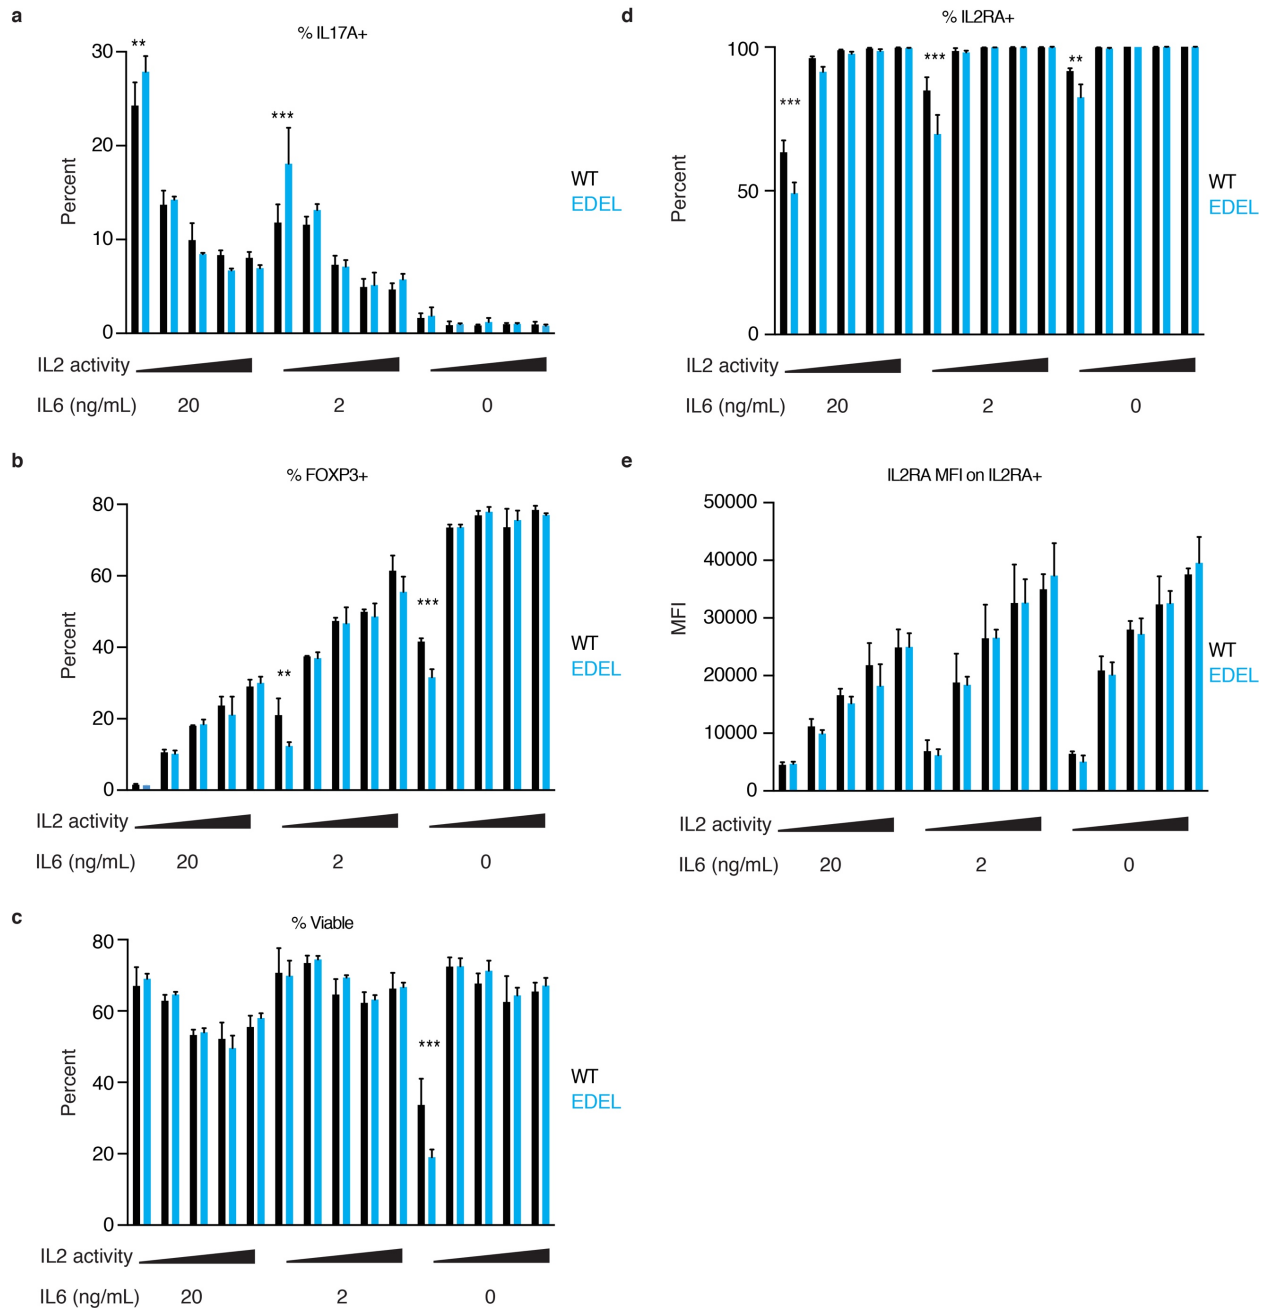 a
% IL17A+
**
***
30
20
10
0
Percent
WT
EDEL
IL2 activity
IL6 (ng/mL)
20
2
0
b
% FOXP3+
**
***
80
60
40
20
0
Percent
WT
EDEL
IL2 activity
IL6 (ng/mL)
20
2
0
c
% Viable
***
80
60
40
20
0
Percent
WT
EDEL
IL2 activity
IL6 (ng/mL)
20
2
0
d
% IL2RA+
***
***
**
100
50
0
Percent
WT
EDEL
IL2 activity
IL6 (ng/mL)
20
2
0
e
IL2RA MFI on IL2RA+
50000
40000
30000
20000
10000
0
MFI
WT
EDEL
IL2 activity
IL6 (ng/mL)
20
2
0